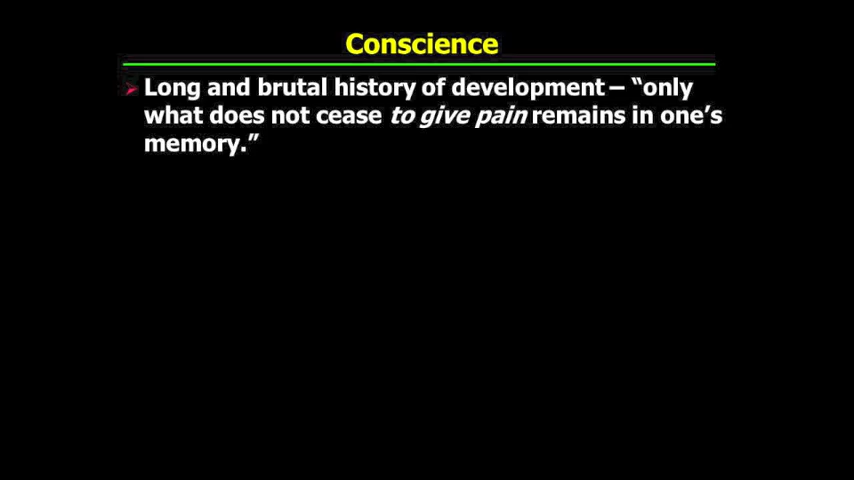 Conscience
Long and brutal history of development – “only
what does not cease to give pain remains in one’s
memory.”